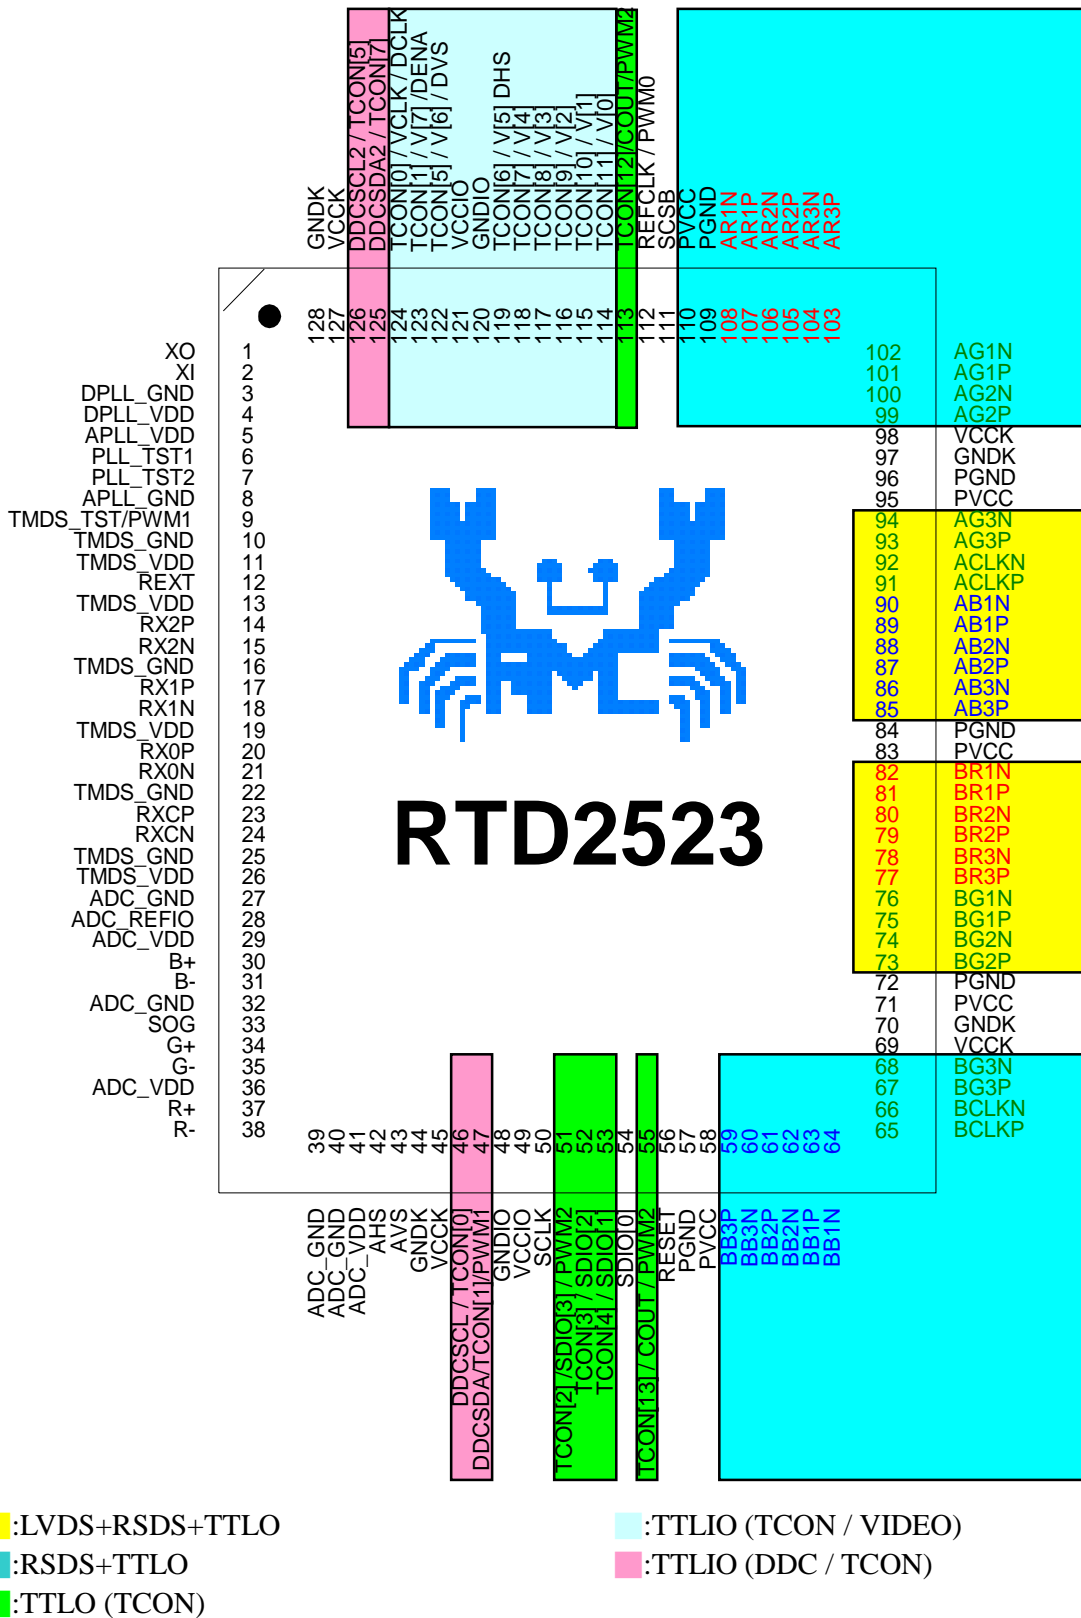 GNDK
VCCK
DDCSCL2 / TCON[5]
DDCSDA2 / TCON[7]
TCON[0] / VCLK / DCLK
TCON[1] / V[7] /DENA
TCON[5] / V[6] / DVS
VCCIO
GNDIO
TCON[6] / V[5] DHS
TCON[7] / V[4]
TCON[8] / V[3]
TCON[9] / V[2]
TCON[10] / V[1]
TCON[11] / V[0]
TCON[12] /COUT/PWM2
REFCLK / PWM0
SCSB
PVCC
PGND
AR1N
AR1P
AR2N
AR2P
AR3N
AR3P
128
127
126
125
124
123
122
121
120
119
118
117
116
115
114
113
112
111
110
109
108
107
106
105
104
103
XO 1
XI 2
DPLL_GND 3
DPLL_VDD 4
APLL_VDD 5
PLL_TST1 6
PLL_TST2 7
APLL_GND 8
TMDS_TST/PWM1 9
TMDS_GND 10
TMDS_VDD 11
REXT 12
TMDS_VDD 13
RX2P 14
RX2N 15
TMDS_GND 16
RX1P 17
RX1N 18
TMDS_VDD 19
RX0P 20
RX0N 21
TMDS_GND 22
RXCP 23
RXCN 24
TMDS_GND 25
TMDS_VDD 26
ADC_GND 27
ADC_REFIO 28
ADC_VDD 29
B+ 30
B- 31
ADC_GND 32
SOG 33
G+ 34
G- 35
ADC_VDD 36
R+ 37
R- 38
RTD2523
102 AG1N
101 AG1P
100 AG2N
99 AG2P
98 VCCK
97 GNDK
96 PGND
95 PVCC
94 AG3N
93 AG3P
92 ACLKN
91 ACLKP
90 AB1N
89 AB1P
88 AB2N
87 AB2P
86 AB3N
85 AB3P
84 PGND
83 PVCC
82 BR1N
81 BR1P
80 BR2N
79 BR2P
78 BR3N
77 BR3P
76 BG1N
75 BG1P
74 BG2N
73 BG2P
72 PGND
71 PVCC
70 GNDK
69 VCCK
68 BG3N
67 BG3P
66 BCLKN
65 BCLKP
39
40
41
42
43
44
45
46
47
48
49
50
51
52
53
54
55
56
57
58
59
60
61
62
63
64
ADC_GND
ADC_GND
ADC_VDD
AHS
AVS
GNDK
VCCK
DDCSCL / TCON[0]
DDCSDA/TCON[1]/PWM1
GNDIO
VCCIO
SCLK
TCON[2] /SDIO[3] / PWM2
TCON[3] / SDIO[2]
TCON[4] / SDIO[1]
SDIO[0]
TCON[13] / COUT / PWM2
RESET
PGND
PVCC
BB3P
BB3N
BB2P
BB2N
BB1P
BB1N
:LVDS+RSDS+TTLO
:RSDS+TTLO
:TTLO (TCON)
:TTLIO (TCON / VIDEO)
:TTLIO (DDC / TCON)